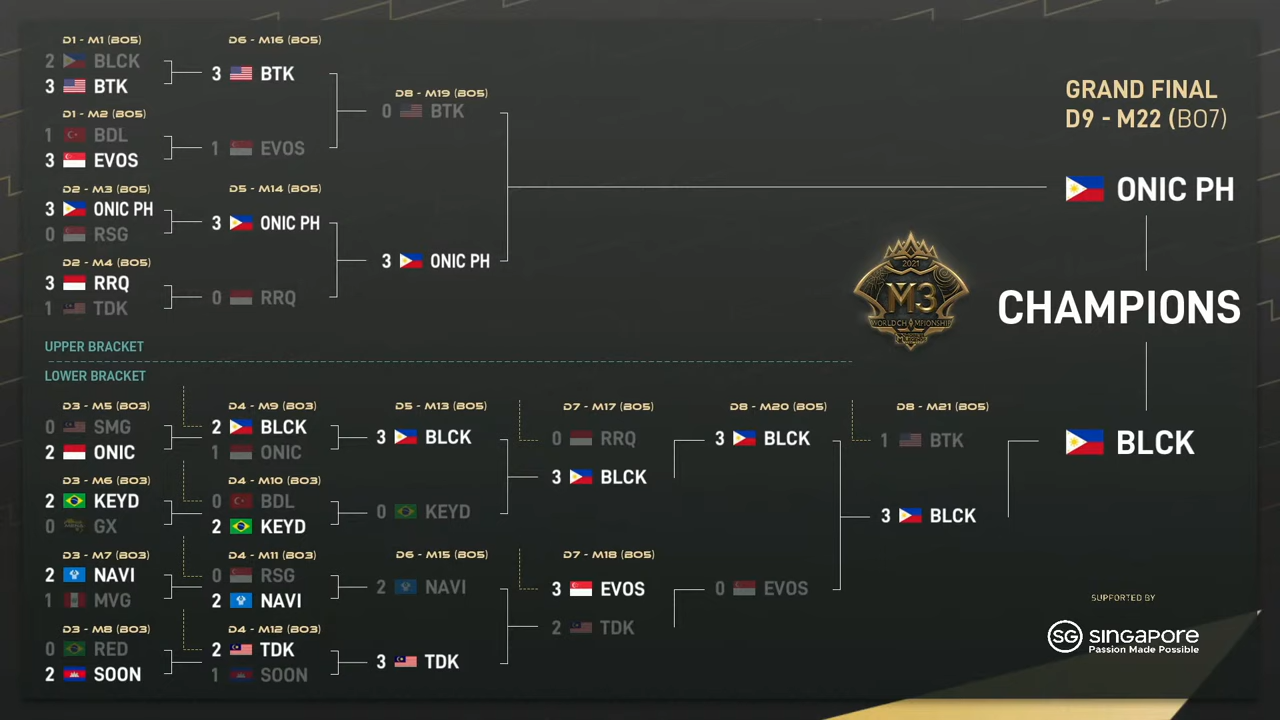 D1 - M1 (BO5)
2 BLCK
3 BTK
D1 - M2 (BO5)
1 BDL
3 EVOS
D2 - M3 (BO5)
3 ONIC PH
0 RSG
D2 - M4 (BO5)
3 RRQ
1 TDK
D6 - M16 (BO5)
3 BTK
1 EVOS
D5 - M14 (BO5)
3 ONIC PH
0 RRQ
D8 - M19 (BO5)
0 BTK
3 ONIC PH
GRAND FINAL
D9 - M22 (BO7)
ONIC PH
2021
M3
WORLD CHAMPIONSHIP
CHAMPIONS
BLCK
UPPER BRACKET
LOWER BRACKET
D3 - M5 (BO3)
0 SMG
2 ONIC
D3 - M6 (BO3)
2 KEYD
0 GX
D3 - M7 (BO3)
2 NAVI
1 MVG
D3 - M8 (BO3)
0 RED
2 SOON
D4 - M9 (BO3)
2 BLCK
1 ONIC
D4 - M10 (BO3)
0 BDL
2 KEYD
D4 - M11 (BO3)
0 RSG
2 NAVI
D4 - M12 (BO3)
2 TDK
1 SOON
D5 - M13 (BO5)
3 BLCK
0 KEYD
D6 - M15 (BO5)
2 NAVI
3 TDK
D7 - M17 (BO5)
0 RRQ
3 BLCK
D7 - M18 (BO5)
3 EVOS
2 TDK
D8 - M20 (BO5)
3 BLCK
0 EVOS
D8 - M21 (BO5)
1 BTK
3 BLCK
SUPPORTED BY
SG Singapore
Passion Made Possible